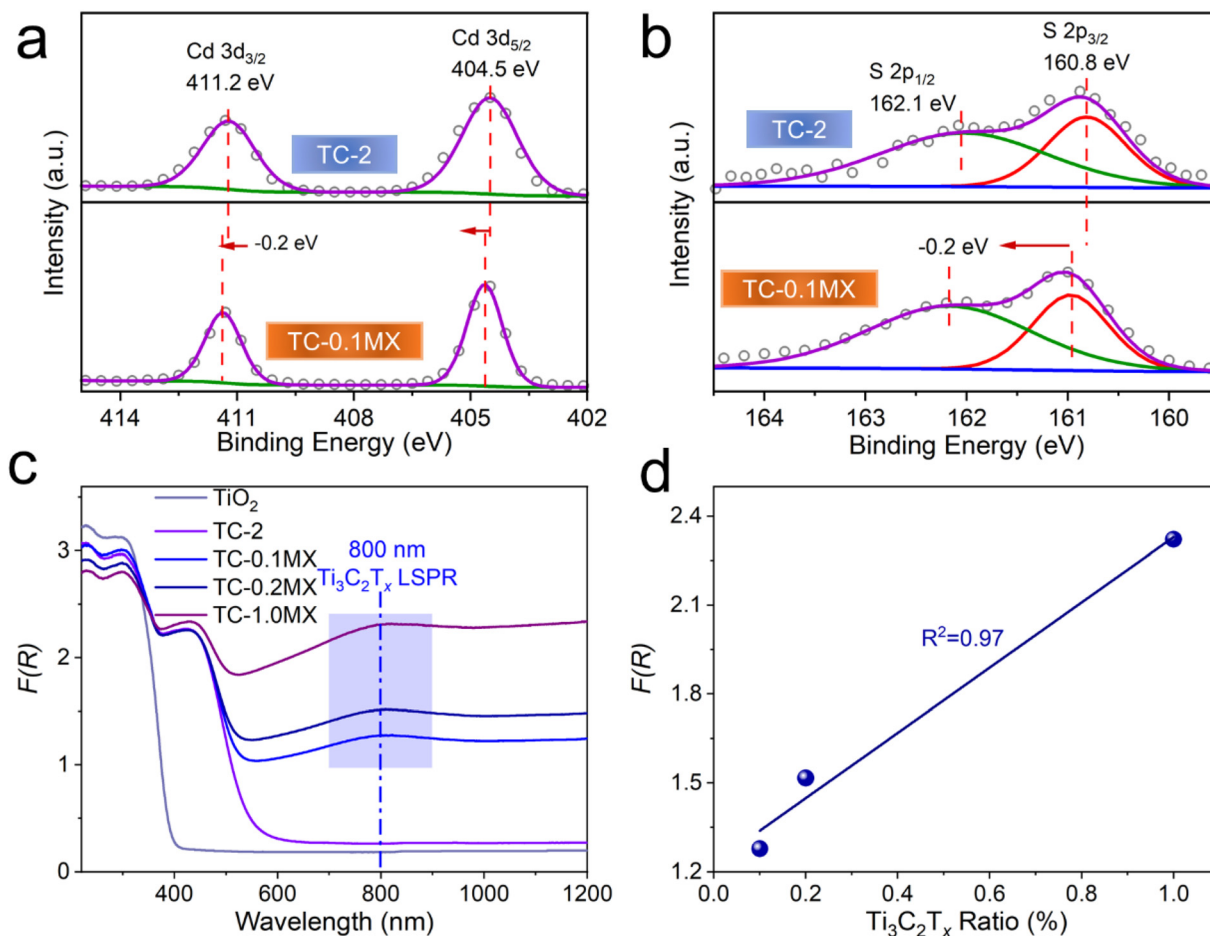 a
Cd 3d3/2
411.2 eV
Cd 3d5/2
404.5 eV
TC-2
-0.2 eV
TC-0.1MX
Intensity (a.u.)
414 411 408 405 402
Binding Energy (eV)
b
S 2p3/2
160.8 eV
S 2p1/2
162.1 eV
TC-2
-0.2 eV
TC-0.1MX
Intensity (a.u.)
164 163 162 161 160
Binding Energy (eV)
c
TiO2
TC-2
TC-0.1MX
TC-0.2MX
TC-1.0MX
800 nm
Ti3C2Tx LSPR
F(R)
3
2
1
0
400 600 800 1000 1200
Wavelength (nm)
d
R2=0.97
F(R)
2.4
2.1
1.8
1.5
1.2
0.0 0.2 0.4 0.6 0.8 1.0
Ti3C2Tx Ratio (%)